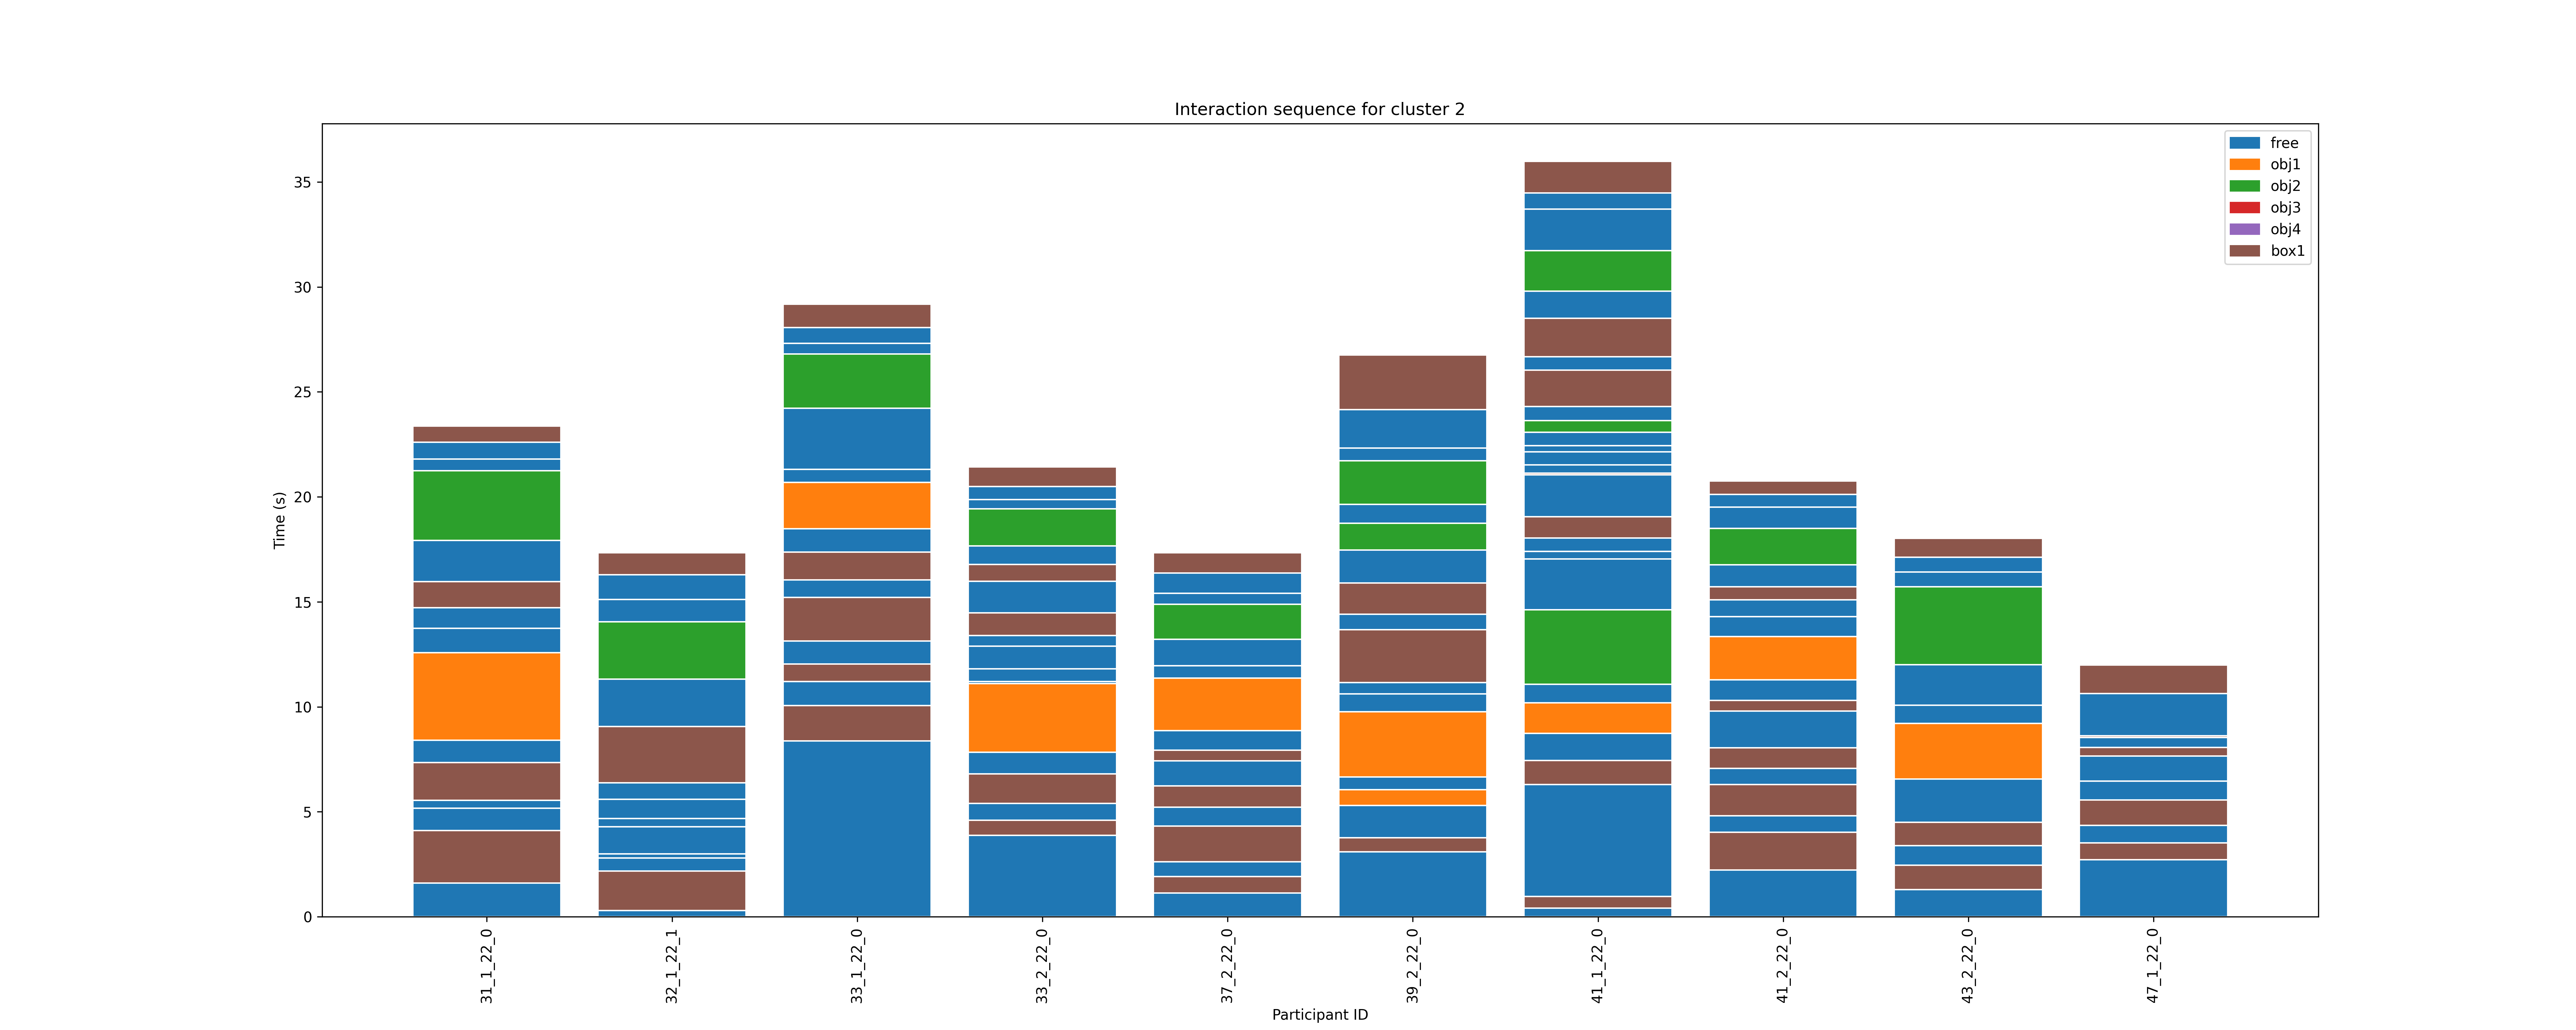 Interaction sequence for cluster 2
free
obj1
obj2
obj3
obj4
box1
Time (s)
35
30
25
20
15
10
5
0
31_1_22_0
32_1_22_1
33_1_22_0
33_2_22_0
37_2_22_0
39_2_22_0
41_1_22_0
41_2_22_0
43_2_22_0
47_1_22_0
Participant ID